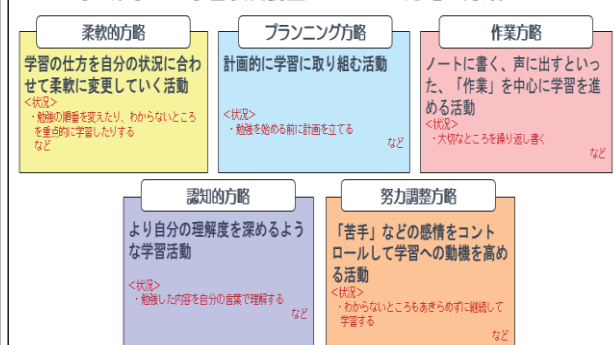 柔軟的方略
学習の仕方を自分の状況に合わ
せて柔軟に変更していく活動
<状況>
・勉強の順番を変えたり、わからないところ
を重点的に学習したりする
など
プランニング方略
計画的に学習に取り組む活動
<状況>
・勉強を始める前に計画を立てる
など
作業方略
ノートに書く、声に出すといっ
た、「作業」を中心に学習を進
める活動
<状況>
・大切なところを繰り返し書く
など
認知的方略
より自分の理解度を深めるよう
な学習活動
<状況>
・勉強した内容を自分の言葉で理解する
など
努力調整方略
「苦手」などの感情をコント
ロールして学習への動機を高め
る活動
<状況>
・わからないところもあきらめずに継続して
学習する
など